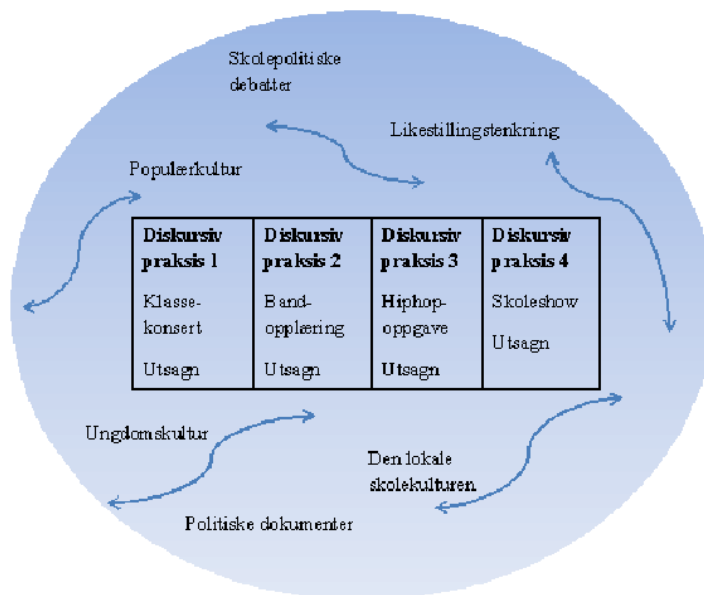 Skolepolitiske
debatter
Likestillingstenkning
Populærkultur
Diskursiv
praksis 1
Klasse-
konsert
Utsagn
Diskursiv
praksis 2
Band-
opplæring
Utsagn
Diskursiv
praksis 3
Hiphop-
oppgave
Utsagn
Diskursiv
praksis 4
Skoleshow
Utsagn
Ungdomskultur
Den lokale
skolekulturen
Politiske dokumenter